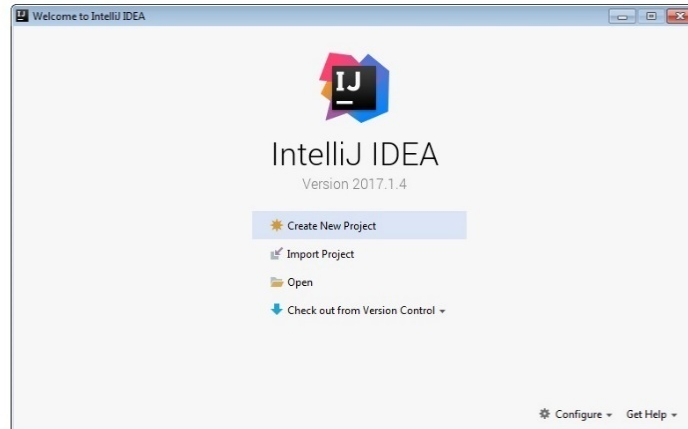 Welcome to IntelliJ IDEA
IJ
IntelliJ IDEA
Version 2017.1.4
Create New Project
Import Project
Open
Check out from Version Control
Configure Get Help